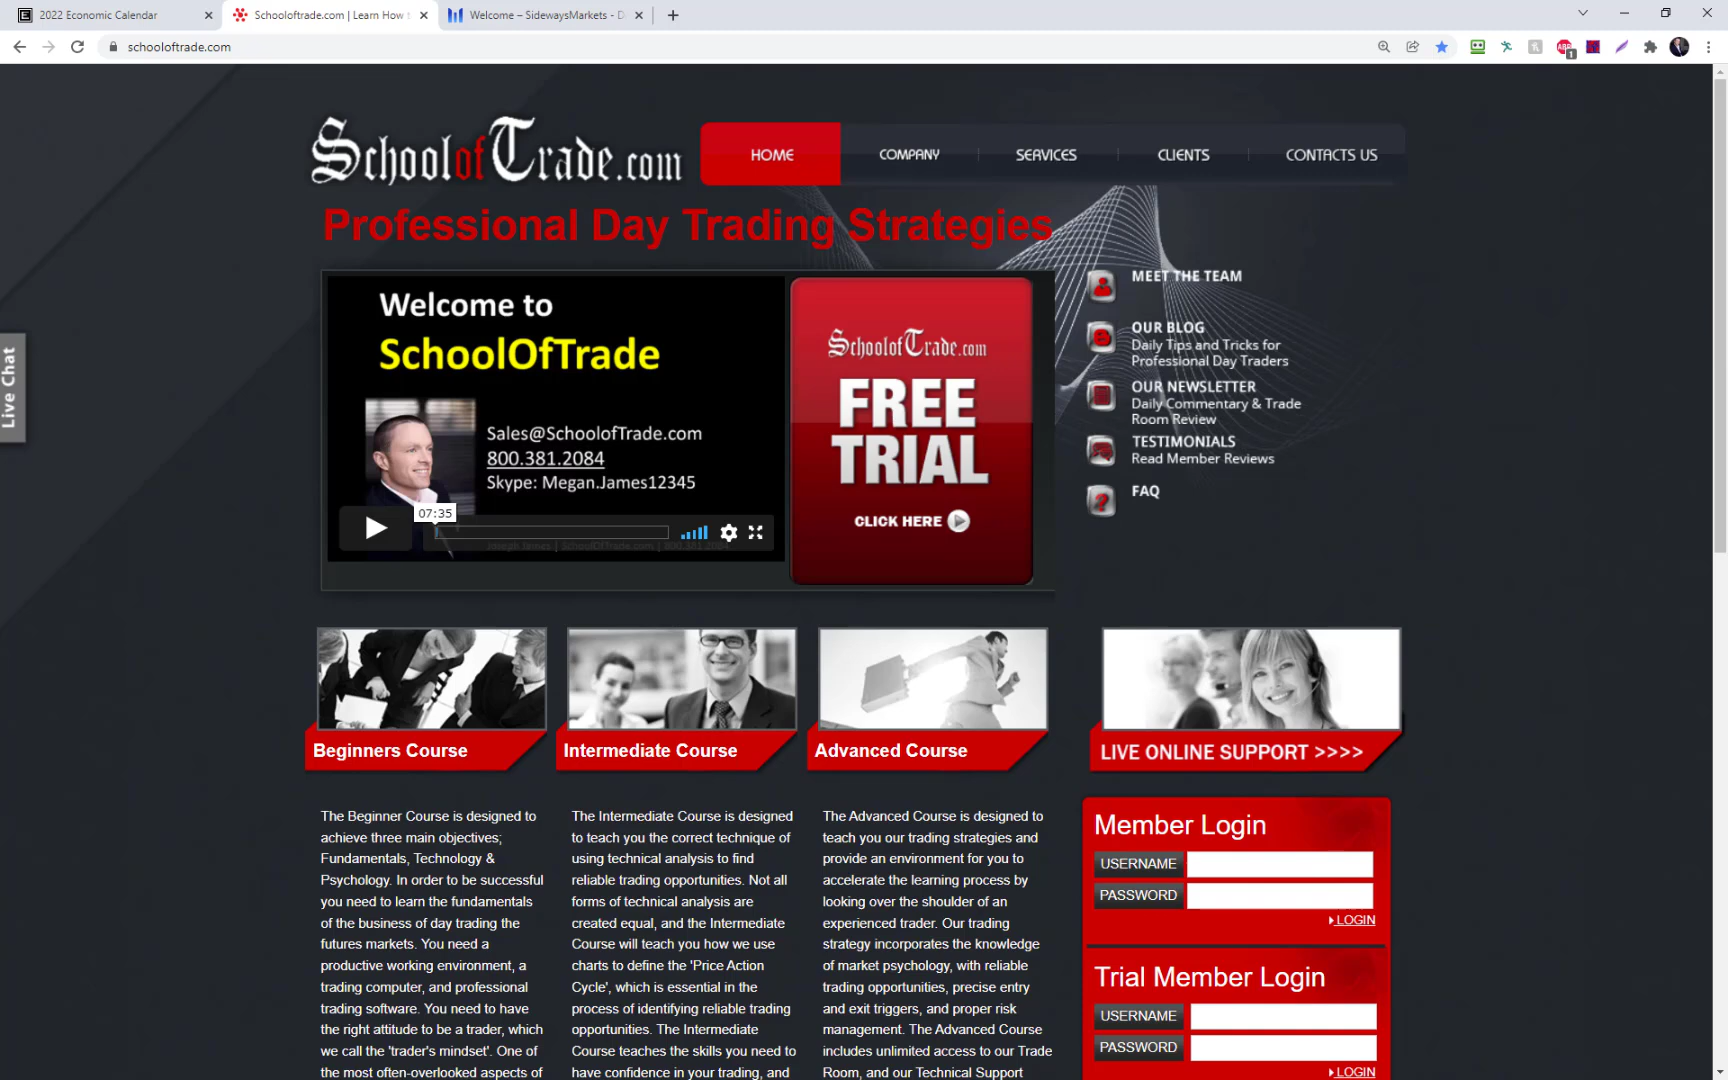 2022 Economic Calendar
Schooloftrade.com | Learn How t
Welcome – SidewaysMarkets - D
schooloftrade.com
1
SchoolofTrade.com
HOME
COMPANY
SERVICES
CLIENTS
CONTACTS US
Professional Day Trading Strategies
Live Chat
Welcome to
SchoolOfTrade
Sales@SchoolofTrade.com
800.381.2084
Skype: Megan.James12345
07:35
Joseph James | SchoolOfTrade.com | 800.381.2084
SchoolofTrade.com
FREE
TRIAL
CLICK HERE
MEET THE TEAM
OUR BLOG
Daily Tips and Tricks for
Professional Day Traders
OUR NEWSLETTER
Daily Commentary & Trade
Room Review
TESTIMONIALS
Read Member Reviews
FAQ
Beginners Course
Intermediate Course
Advanced Course
LIVE ONLINE SUPPORT >>>>
The Beginner Course is designed to
achieve three main objectives;
Fundamentals, Technology &
Psychology. In order to be successful
you need to learn the fundamentals
of the business of day trading the
futures markets. You need a
productive working environment, a
trading computer, and professional
trading software. You need to have
the right attitude to be a trader, which
we call the 'trader's mindset'. One of
the most often-overlooked aspects of
The Intermediate Course is designed
to teach you the correct technique of
using technical analysis to find
reliable trading opportunities. Not all
forms of technical analysis are
created equal, and the Intermediate
Course will teach you how we use
charts to define the 'Price Action
Cycle', which is essential in the
process of identifying reliable trading
opportunities. The Intermediate
Course teaches the skills you need to
have confidence in your trading, and
The Advanced Course is designed to
teach you our trading strategies and
provide an environment for you to
accelerate the learning process by
looking over the shoulder of an
experienced trader. Our trading
strategy incorporates the knowledge
of market psychology, with reliable
trading opportunities, precise entry
and exit triggers, and proper risk
management. The Advanced Course
includes unlimited access to our Trade
Room, and our Technical Support
Member Login
USERNAME
PASSWORD
LOGIN
Trial Member Login
USERNAME
PASSWORD
LOGIN